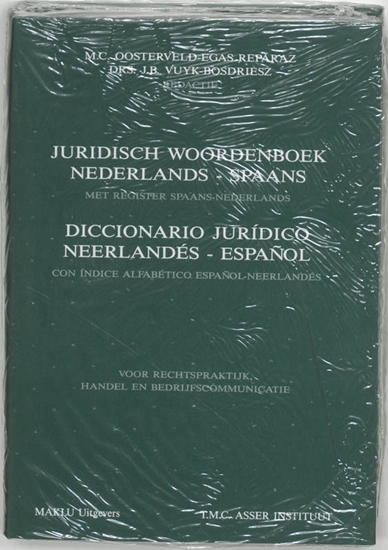 M.C. OOSTERVELD-EGAS REPARAZ
DRS. J.B. VUYK-BOSDRIESZ
REDACTIE
JURIDISCH WOORDENBOEK
NEDERLANDS - SPAANS
MET REGISTER SPAANS-NEDERLANDS
DICCIONARIO JURÍDICO
NEERLANDÉS - ESPAÑOL
CON ÍNDICE ALFABÉTICO ESPAÑOL-NEERLANDÉS
VOOR RECHTSPRAKTIJK,
HANDEL EN BEDRIJFSCOMMUNICATIE
MAKLU Uitgevers
T.M.C. ASSER INSTITUUT